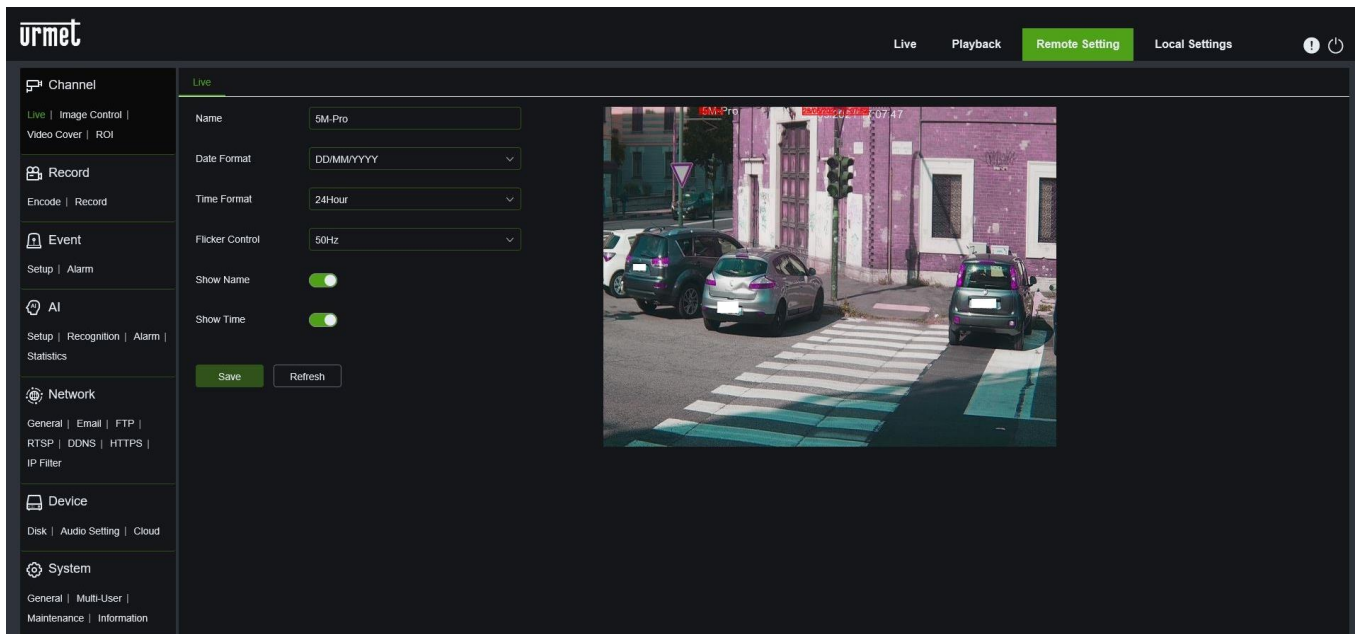 urmet
Live Playback Remote Setting Local Settings
Channel
Live | Image Control |
Video Cover | ROI
Record
Encode | Record
Event
Setup | Alarm
AI
Setup | Recognition | Alarm |
Statistics
Network
General | Email | FTP |
RTSP | DDNS | HTTPS |
IP Filter
Device
Disk | Audio Setting | Cloud
System
General | Multi-User |
Maintenance | Information
Live
Name 5M-Pro
Date Format DD/MM/YYYY
Time Format 24Hour
Flicker Control 50Hz
Show Name
Show Time
Save Refresh
5M-Pro